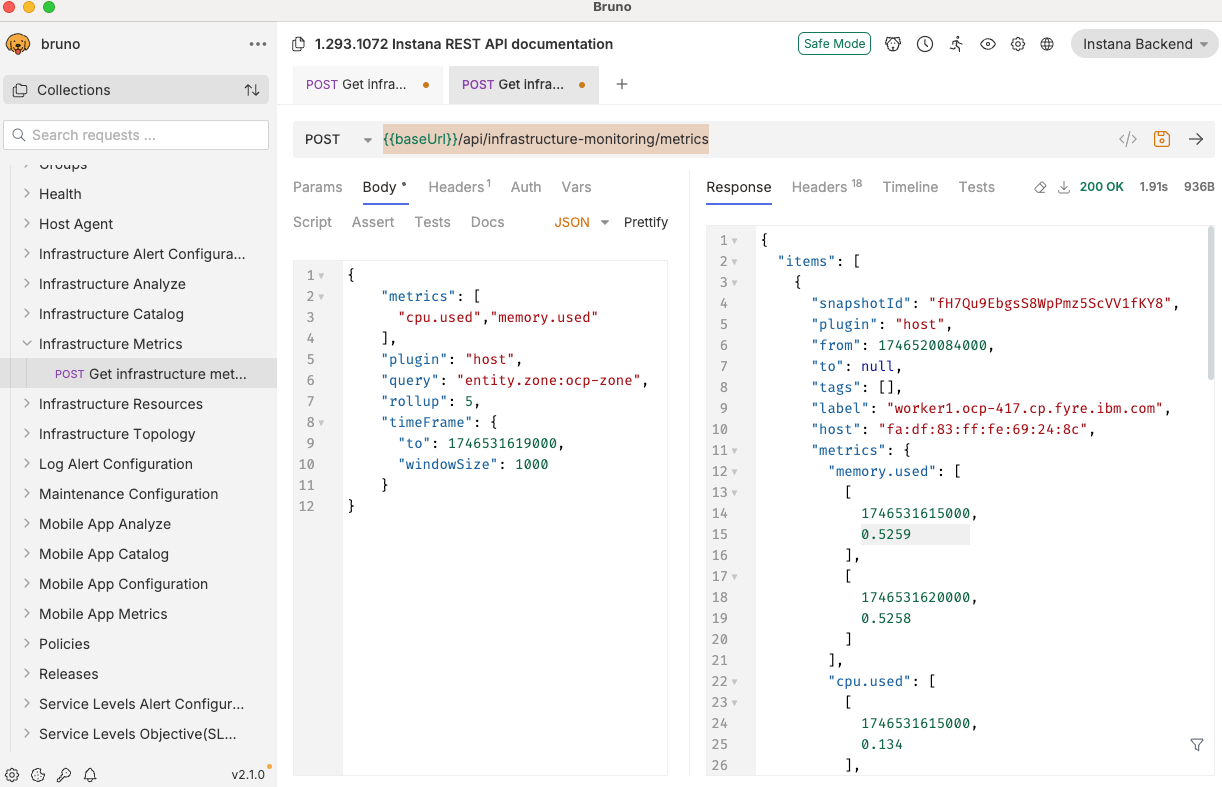 Bruno
bruno
1.293.1072 Instana REST API documentation
Safe Mode
Instana Backend
Collections
POST Get infra...
POST Get infra...
Search requests ...
POST
{{baseUrl}}/api/infrastructure-monitoring/metrics
Groups
Health
Host Agent
Infrastructure Alert Configura...
Infrastructure Analyze
Infrastructure Catalog
Infrastructure Metrics
POST Get infrastructure met...
Infrastructure Resources
Infrastructure Topology
Log Alert Configuration
Maintenance Configuration
Mobile App Analyze
Mobile App Catalog
Mobile App Configuration
Mobile App Metrics
Policies
Releases
Service Levels Alert Configur...
Service Levels Objective(SL...
v2.1.0
Params Body Headers 1 Auth Vars
Script Assert Tests Docs JSON Prettify
1 {
2 "metrics": [
3 "cpu.used","memory.used"
4 ],
5 "plugin": "host",
6 "query": "entity.zone:ocp-zone",
7 "rollup": 5,
8 "timeFrame": {
9 "to": 1746531619000,
10 "windowSize": 1000
11 }
12 }
Response Headers 18 Timeline Tests 200 OK 1.91s 936B
1 {
2 "items": [
3 {
4 "snapshotId": "fH7Qu9EbgsS8WpPmz5ScVV1fKY8",
5 "plugin": "host",
6 "from": 1746520084000,
7 "to": null,
8 "tags": [],
9 "label": "worker1.ocp-417.cp.fyre.ibm.com",
10 "host": "fa:df:83:ff:fe:69:24:8c",
11 "metrics": {
12 "memory.used": [
13 [
14 1746531615000,
15 0.5259
16 ],
17 [
18 1746531620000,
19 0.5258
20 ]
21 ],
22 "cpu.used": [
23 [
24 1746531615000,
25 0.134
26 ],